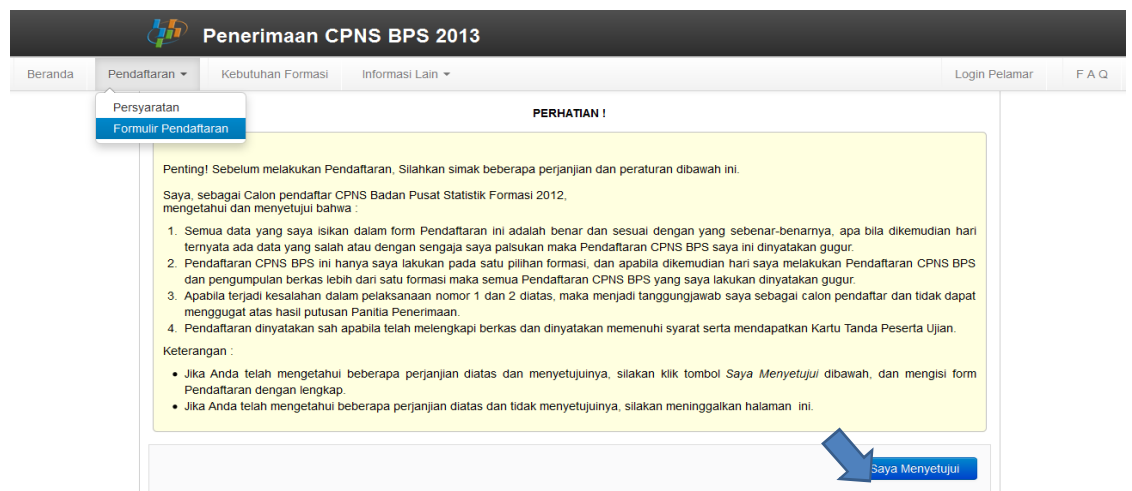 Penerimaan CPNS BPS 2013
Beranda Pendaftaran Kebutuhan Formasi Informasi Lain Login Pelamar F A Q
Persyaratan
Formulir Pendaftaran
PERHATIAN !
Penting! Sebelum melakukan Pendaftaran, Silahkan simak beberapa perjanjian dan peraturan dibawah ini.
Saya, sebagai Calon pendaftar CPNS Badan Pusat Statistik Formasi 2012,
mengetahui dan menyetujui bahwa :
1. Semua data yang saya isikan dalam form Pendaftaran ini adalah benar dan sesuai dengan yang sebenar-benarnya, apa bila dikemudian hari
ternyata ada data yang salah atau dengan sengaja saya palsukan maka Pendaftaran CPNS BPS saya ini dinyatakan gugur.
2. Pendaftaran CPNS BPS ini hanya saya lakukan pada satu pilihan formasi, dan apabila dikemudian hari saya melakukan Pendaftaran CPNS BPS
dan pengumpulan berkas lebih dari satu formasi maka semua Pendaftaran CPNS BPS yang saya lakukan dinyatakan gugur.
3. Apabila terjadi kesalahan dalam pelaksanaan nomor 1 dan 2 diatas, maka menjadi tanggungjawab saya sebagai calon pendaftar dan tidak dapat
menggugat atas hasil putusan Panitia Penerimaan.
4. Pendaftaran dinyatakan sah apabila telah melengkapi berkas dan dinyatakan memenuhi syarat serta mendapatkan Kartu Tanda Peserta Ujian.
Keterangan :
• Jika Anda telah mengetahui beberapa perjanjian diatas dan menyetujuinya, silakan klik tombol Saya Menyetujui dibawah, dan mengisi form
Pendaftaran dengan lengkap.
• Jika Anda telah mengetahui beberapa perjanjian diatas dan tidak menyetujuinya, silakan meninggalkan halaman ini.
Saya Menyetujui